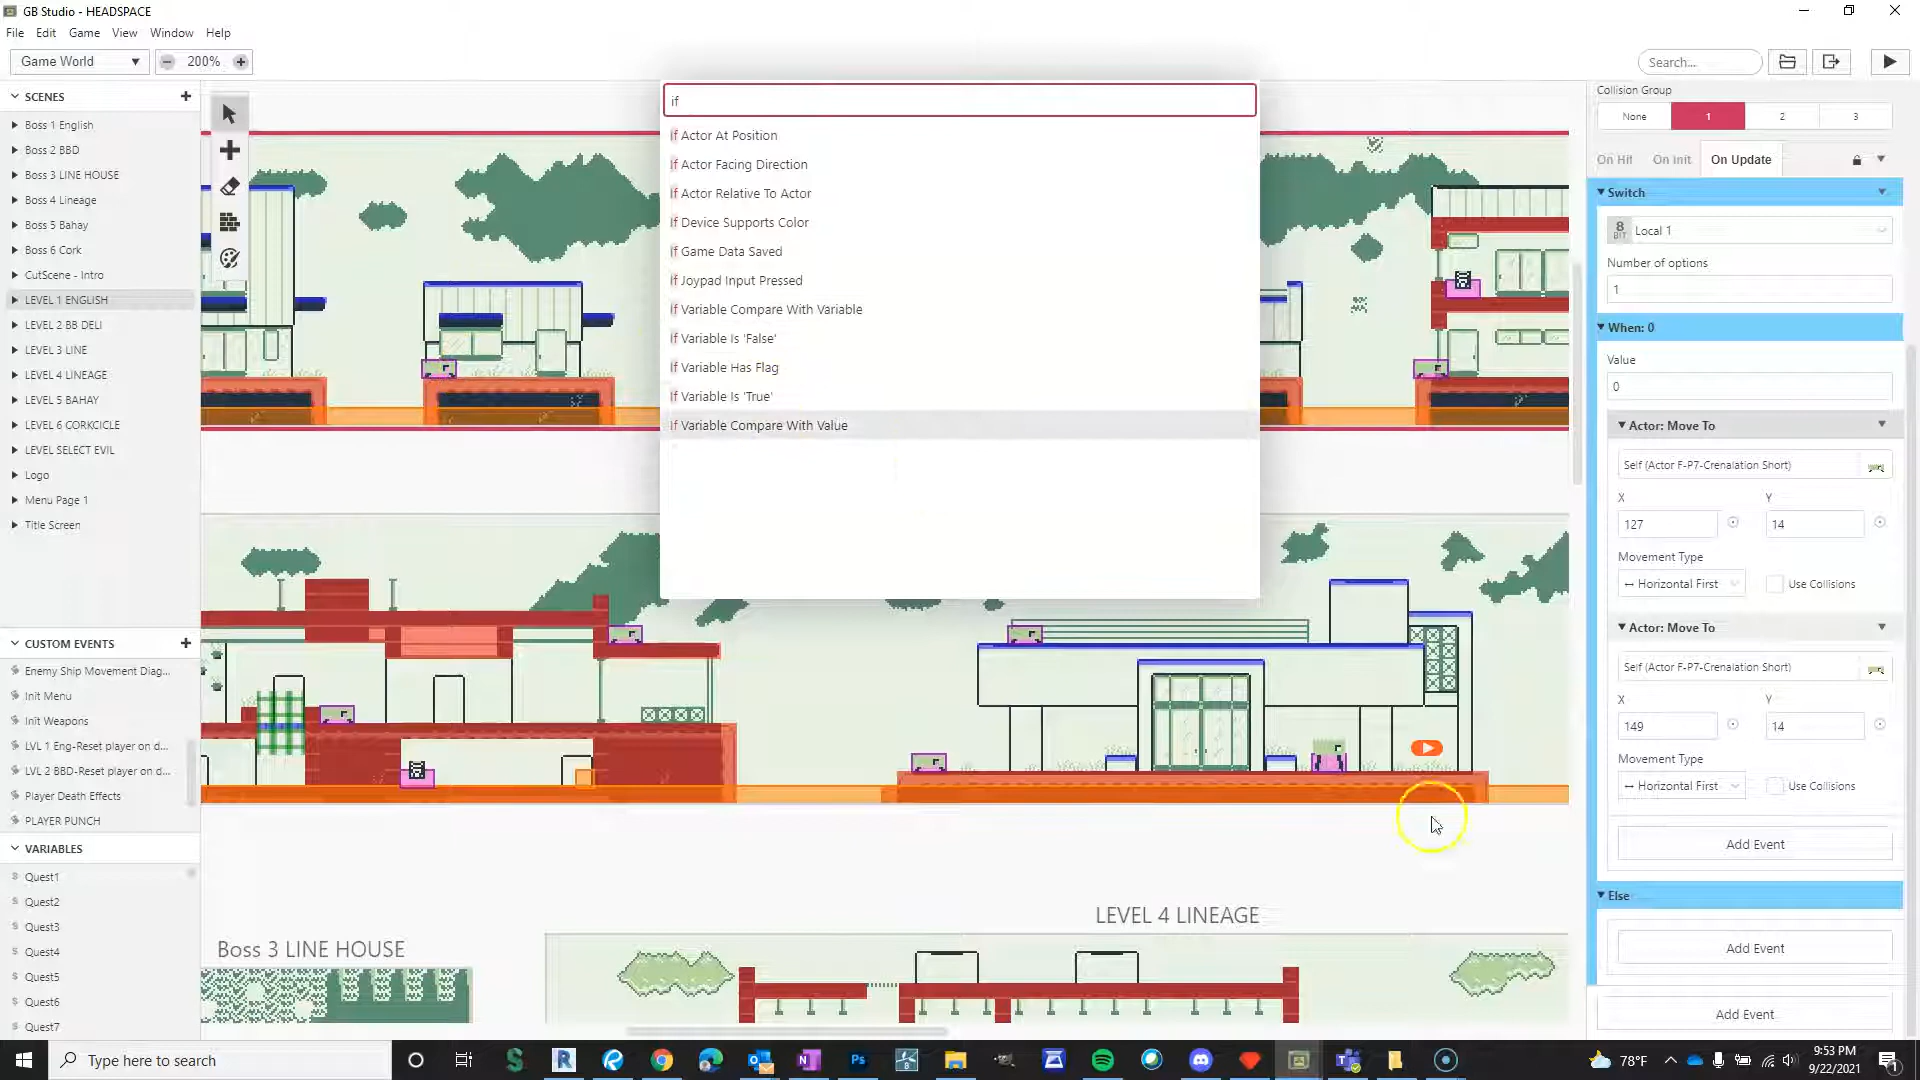 GB Studio - HEADSPACE
File Edit Game View Window Help
Game World
200%
Search...
SCENES
Boss 1 English
Boss 2 BBD
Boss 3 LINE HOUSE
Boss 4 Lineage
Boss 5 Bahay
Boss 6 Cork
CutScene - Intro
LEVEL 1 ENGLISH
LEVEL 2 BB DELI
LEVEL 3 LINE
LEVEL 4 LINEAGE
LEVEL 5 BAHAY
LEVEL 6 CORKCICLE
LEVEL SELECT EVIL
Logo
Menu Page 1
Title Screen
CUSTOM EVENTS
Enemy Ship Movement Diag...
Init Menu
Init Weapons
LVL 1 Eng-Reset player on d...
LVL 2 BBD-Reset player on d...
Player Death Effects
PLAYER PUNCH
VARIABLES
Quest1
Quest2
Quest3
Quest4
Quest5
Quest6
Quest7
if
If Actor At Position
If Actor Facing Direction
If Actor Relative To Actor
If Device Supports Color
If Game Data Saved
If Joypad Input Pressed
If Variable Compare With Variable
If Variable Is 'False'
If Variable Has Flag
If Variable Is 'True'
If Variable Compare With Value
Boss 3 LINE HOUSE
LEVEL 4 LINEAGE
Collision Group
None 1 2 3
On Hit On Init On Update
Switch
8 BIT Local 1
Number of options
1
When: 0
Value
0
Actor: Move To
Self (Actor F-P7-Crenalation Short)
X Y
127 14
Movement Type
Horizontal First Use Collisions
Actor: Move To
Self (Actor F-P7-Crenalation Short)
X Y
149 14
Movement Type
Horizontal First Use Collisions
Add Event
Else
Add Event
Add Event
Type here to search
78°F
9:53 PM
9/22/2021
1